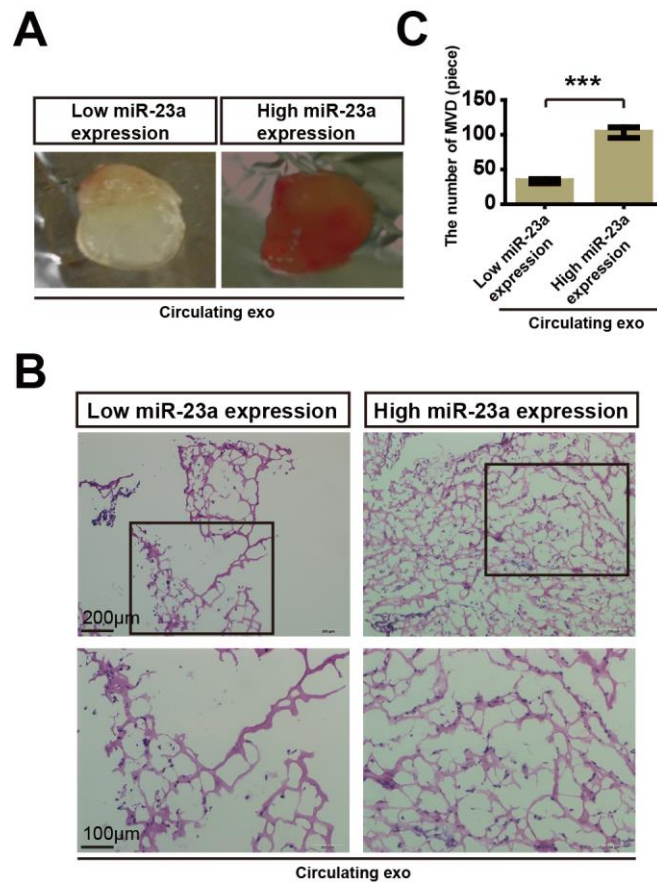 A
Low miR-23a
expression
High miR-23a
expression
Circulating exo
C
The number of MVD (piece)
150
100
50
0
***
Low miR-23a
expression
High miR-23a
expression
Circulating exo
B
Low miR-23a expression
High miR-23a expression
200μm
100μm
Circulating exo